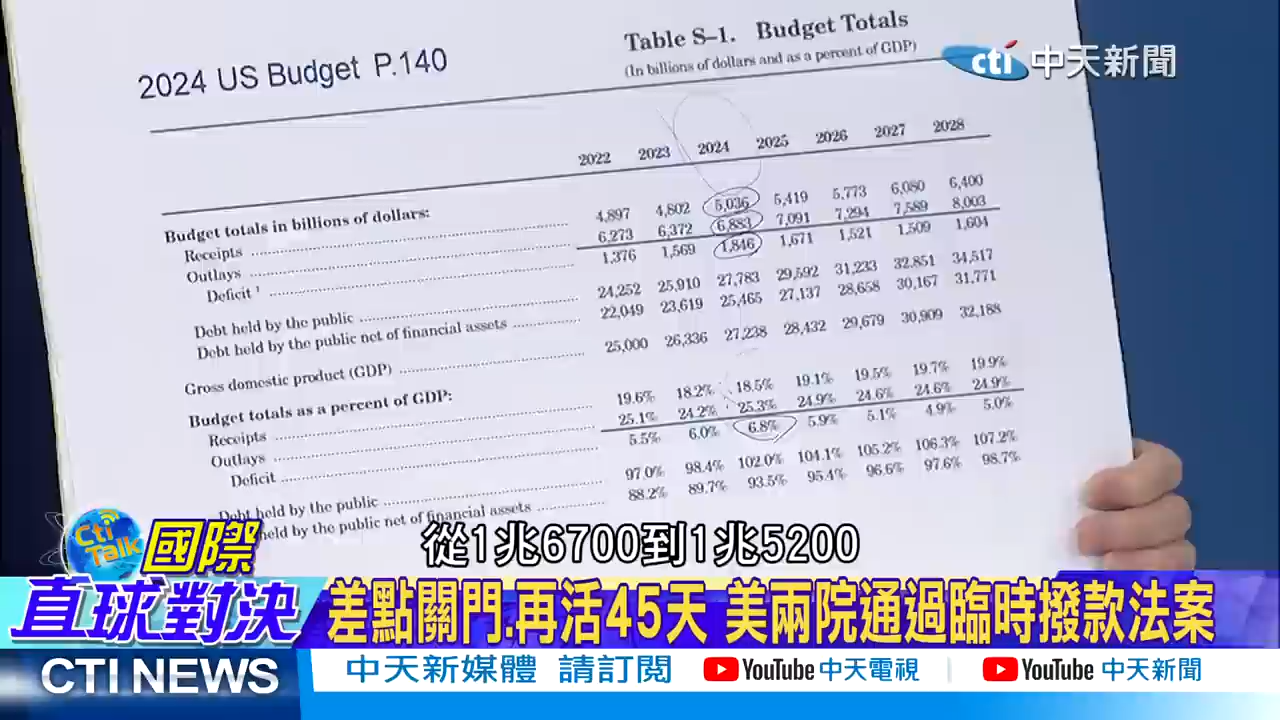 2024 US Budget P.140
Table S–1. Budget Totals
(In billions of dollars and as a percent of GDP)
cti 中天新聞
2022 2023 2024 2025 2026 2027 2028
Budget totals in billions of dollars:
Receipts 4,897 4,802 5,036 5,419 5,773 6,080 6,400
Outlays 6,273 6,372 6,883 7,091 7,294 7,589 8,003
Deficit ¹ 1,376 1,569 1,846 1,671 1,521 1,509 1,604
Debt held by the public 24,252 25,910 27,783 29,592 31,233 32,851 34,517
Debt held by the public net of financial assets 22,049 23,619 25,465 27,137 28,658 30,167 31,771
Gross domestic product (GDP) 25,000 26,336 27,238 28,432 29,679 30,909 32,188
Budget totals as a percent of GDP:
Receipts 19.6% 18.2% 18.5% 19.1% 19.5% 19.7% 19.9%
Outlays 25.1% 24.2% 25.3% 24.9% 24.6% 24.6% 24.9%
Deficit 5.5% 6.0% 6.8% 5.9% 5.1% 4.9% 5.0%
Debt held by the public 97.0% 98.4% 102.0% 104.1% 105.2% 106.3% 107.2%
held by the public net of financial assets 88.2% 89.7% 93.5% 95.4% 96.6% 97.6% 98.7%
從1兆6700到1兆5200
Cti Talk 國際
直球對決
差點關門.再活45天 美兩院通過臨時撥款法案
CTI NEWS
中天新媒體 請訂閱 YouTube 中天電視 YouTube 中天新聞